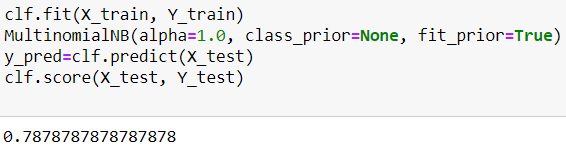 clf.fit(X_train, Y_train)
MultinomialNB(alpha=1.0, class_prior=None, fit_prior=True)
y_pred=clf.predict(X_test)
clf.score(X_test, Y_test)
0.7878787878787878